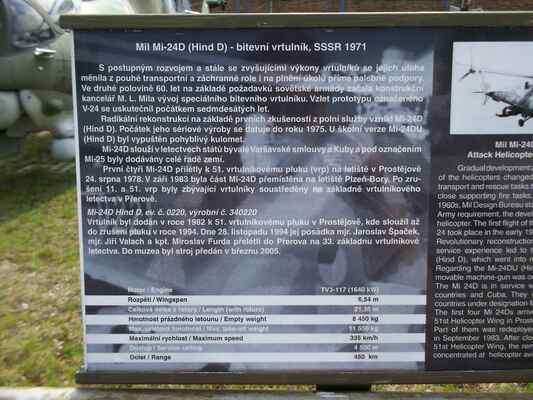 Mil Mi-24D (Hind D) - bitevní vrtulník, SSSR 1971
S postupným rozvojem a stále se zvyšujícími výkony vrtulníků se jejich úloha
měnila z pouhé transportní a záchranné role i na plnění úkolů přímé palebné podpory.
Ve druhé polovině 60. let na základě požadavků sovětské armády začala konstrukční
kancelář M. L. Mila vývoj speciálního bitevního vrtulníku. Vzlet prototypu označeného
V-24 se uskutečnil počátkem sedmdesátých let.
Radikální rekonstrukcí na základě prvních zkušeností z polní služby vznikl Mi-24D
(Hind D). Počátek jeho sériové výroby se datuje do roku 1975. U školní verze Mi-24DU
(Hind D) byl vypuštěn pohyblivý kulomet.
Mi-24D slouží v letectvech států bývalé Varšavské smlouvy a Kuby a pod označením
Mi-25 byly dodávány celé řadě zemí.
První čtyři Mi-24D přilétly k 51. vrtulníkovému pluku (vrp) na letiště v Prostějově
24. srpna 1978. V září 1983 byla část Mi-24D přemístěna na letiště Plzeň-Bory. Po zru-
šení 11. a 51. vrp byly zbývající vrtulníky soustředěny na základně vrtulníkového
letectva v Přerově.
Mi-24D Hind D, ev. č. 0220, výrobní č. 340220
Vrtulník byl dodán v roce 1982 k 51. vrtulníkovému pluku v Prostějově, kde sloužil až
do zrušení pluku v roce 1994. Dne 28. listopadu 1994 jej posádka mjr. Jaroslav Špaček,
mjr. Jiří Valach a kpt. Miroslav Furda přelétli do Přerova na 33. základnu vrtulníkové
letectva. Do muzea byl stroj předán v březnu 2005.
Motor / Engine TV3-117 (1640 kW)
Rozpětí / Wingspan 6,54 m
Celková délka s rotory / Length (with rotors) 21,35 m
Hmotnost prázdného letounu / Empty weight 8 450 kg
Max. vzletová hmotnost / Max. take-off weight 11 500 kg
Maximální rychlost / Maximum speed 335 km/h
Dostup / Service ceiling 4 500 m
Dolet / Range 450 km
Mil Mi-24D
Attack Helicopter
Gradual development
of the helicopters changed
transport and rescue tasks
close supporting fire tasks.
1960s, Mil Design Bureau
Army requirement, the
helicopter. The first flight of
24 took place in the early
Revolutionary reconstruction
service experience led to
(Hind D), which went into
Regarding the Mi-24DU
movable machine-gun was
The Mi 24D is in service
countries and Cuba. They
countries under designation
The first four Mi 24Ds
51st Helicopter Wing in
Part of them was redeployed
in September 1983. After
51st Helicopter Wing, the
concentrated at helicopter